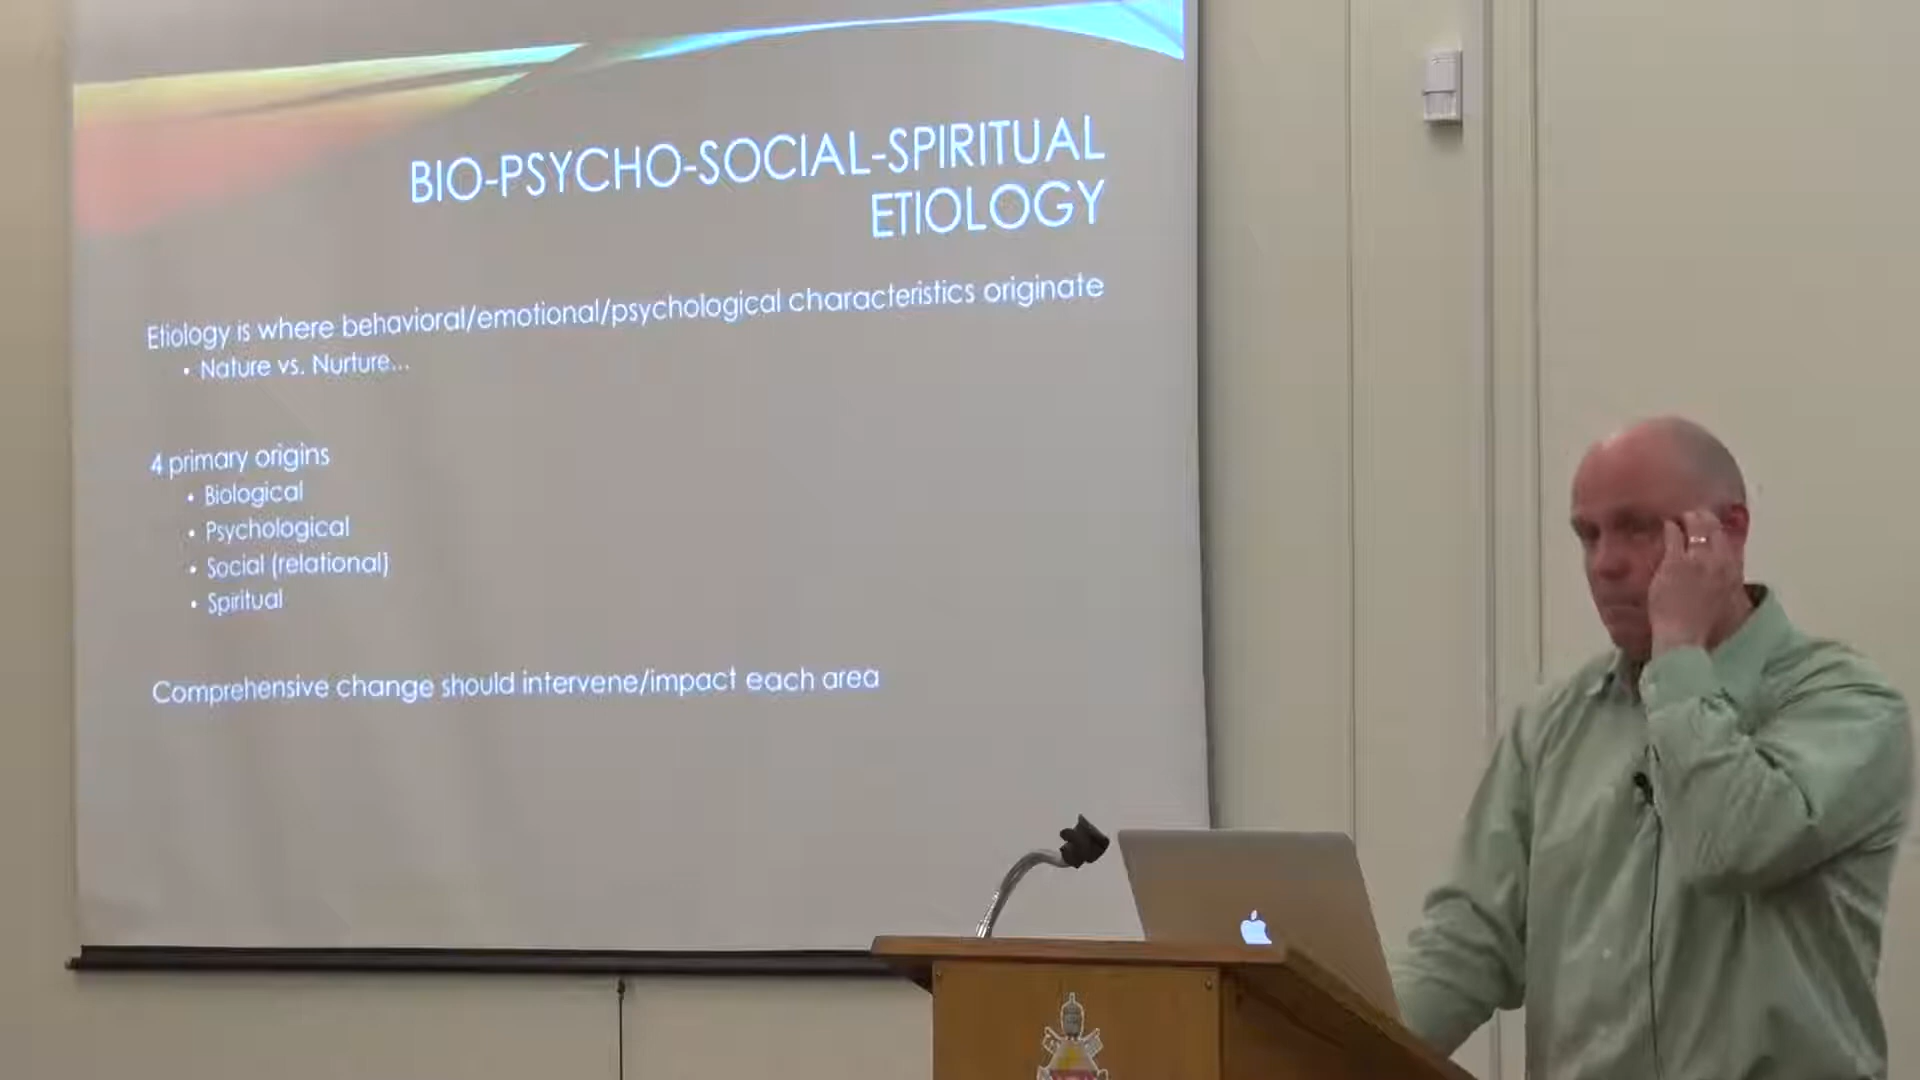 BIO-PSYCHO-SOCIAL-SPIRITUAL
ETIOLOGY
Etiology is where behavioral/emotional/psychological characteristics originate
• Nature vs. Nurture...
4 primary origins
• Biological
• Psychological
• Social (relational)
• Spiritual
Comprehensive change should intervene/impact each area